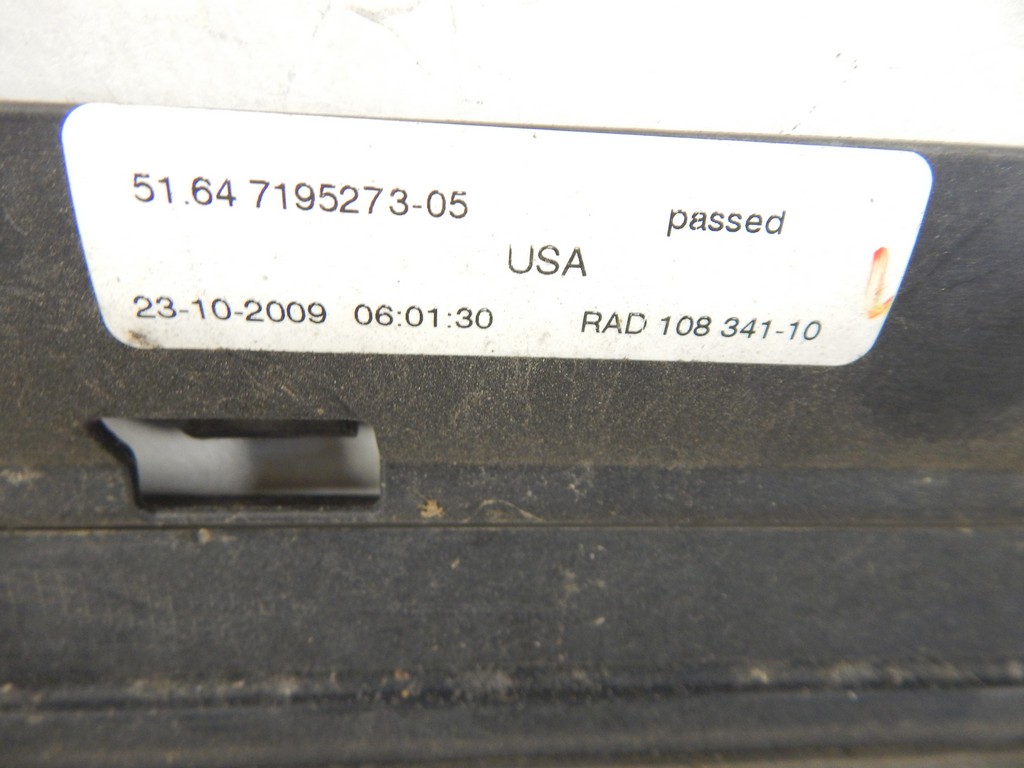 51.64 7195273-05
passed
USA
23-10-2009 06:01:30 RAD 108 341-10
L